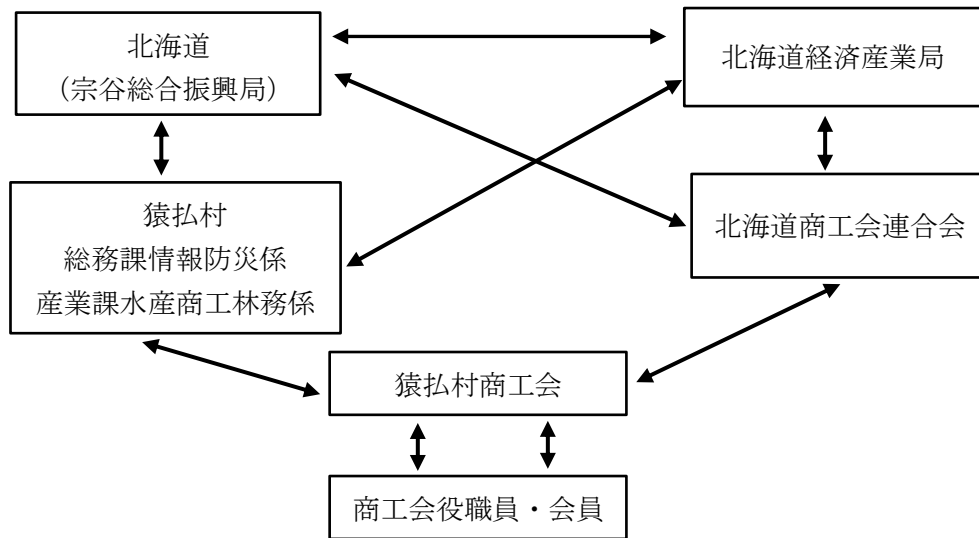 北海道
（宗谷総合振興局）
北海道経済産業局
猿払村
総務課情報防災係
産業課水産商工林務係
北海道商工会連合会
猿払村商工会
商工会役職員・会員